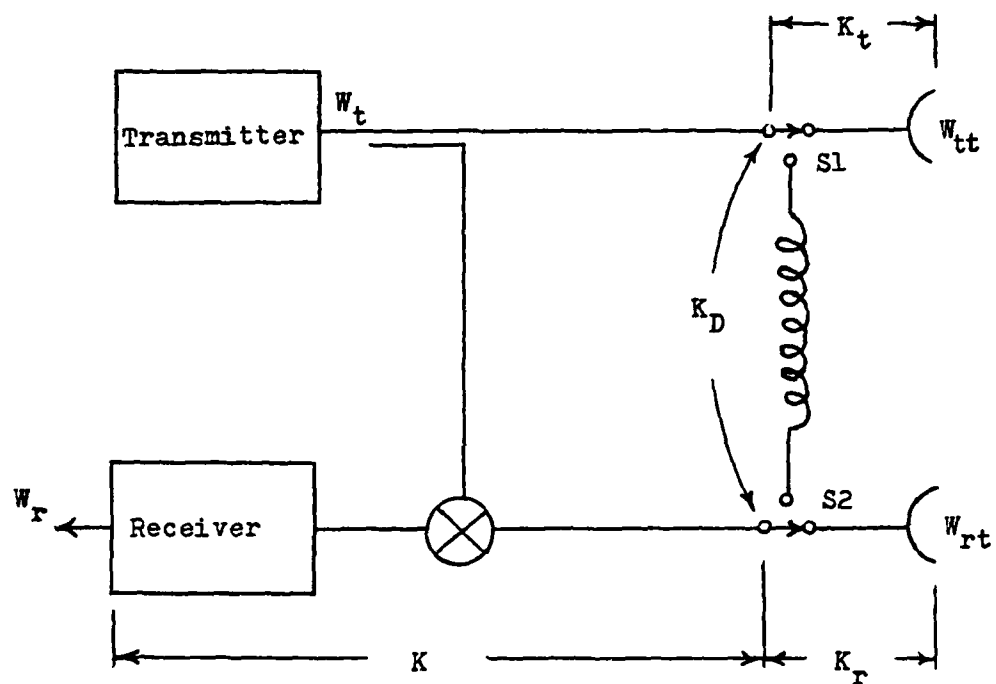 K_t
W_t
Transmitter
W_tt
S1
K_D
W_r
Receiver
S2
W_rt
K
K_r